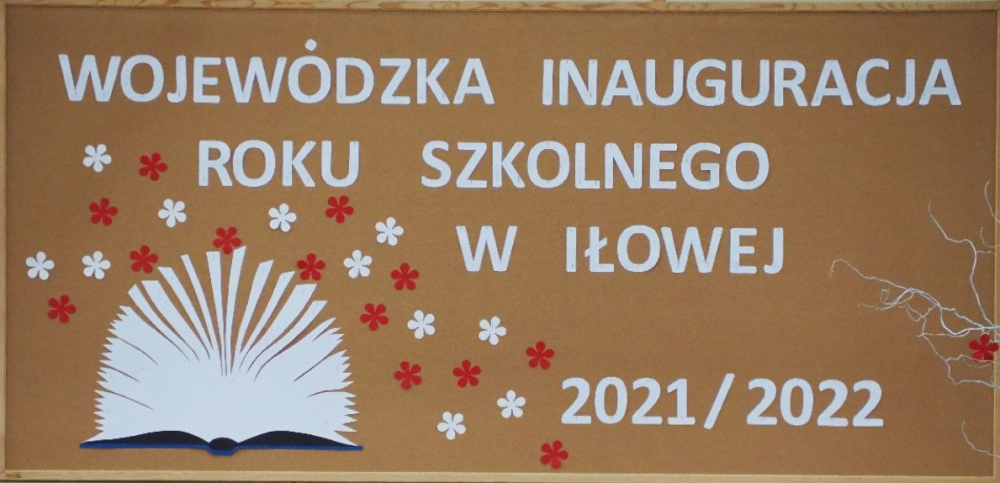 WOJEWÓDZKA INAUGURACJA
ROKU SZKOLNEGO
W IŁOWEJ
2021/2022